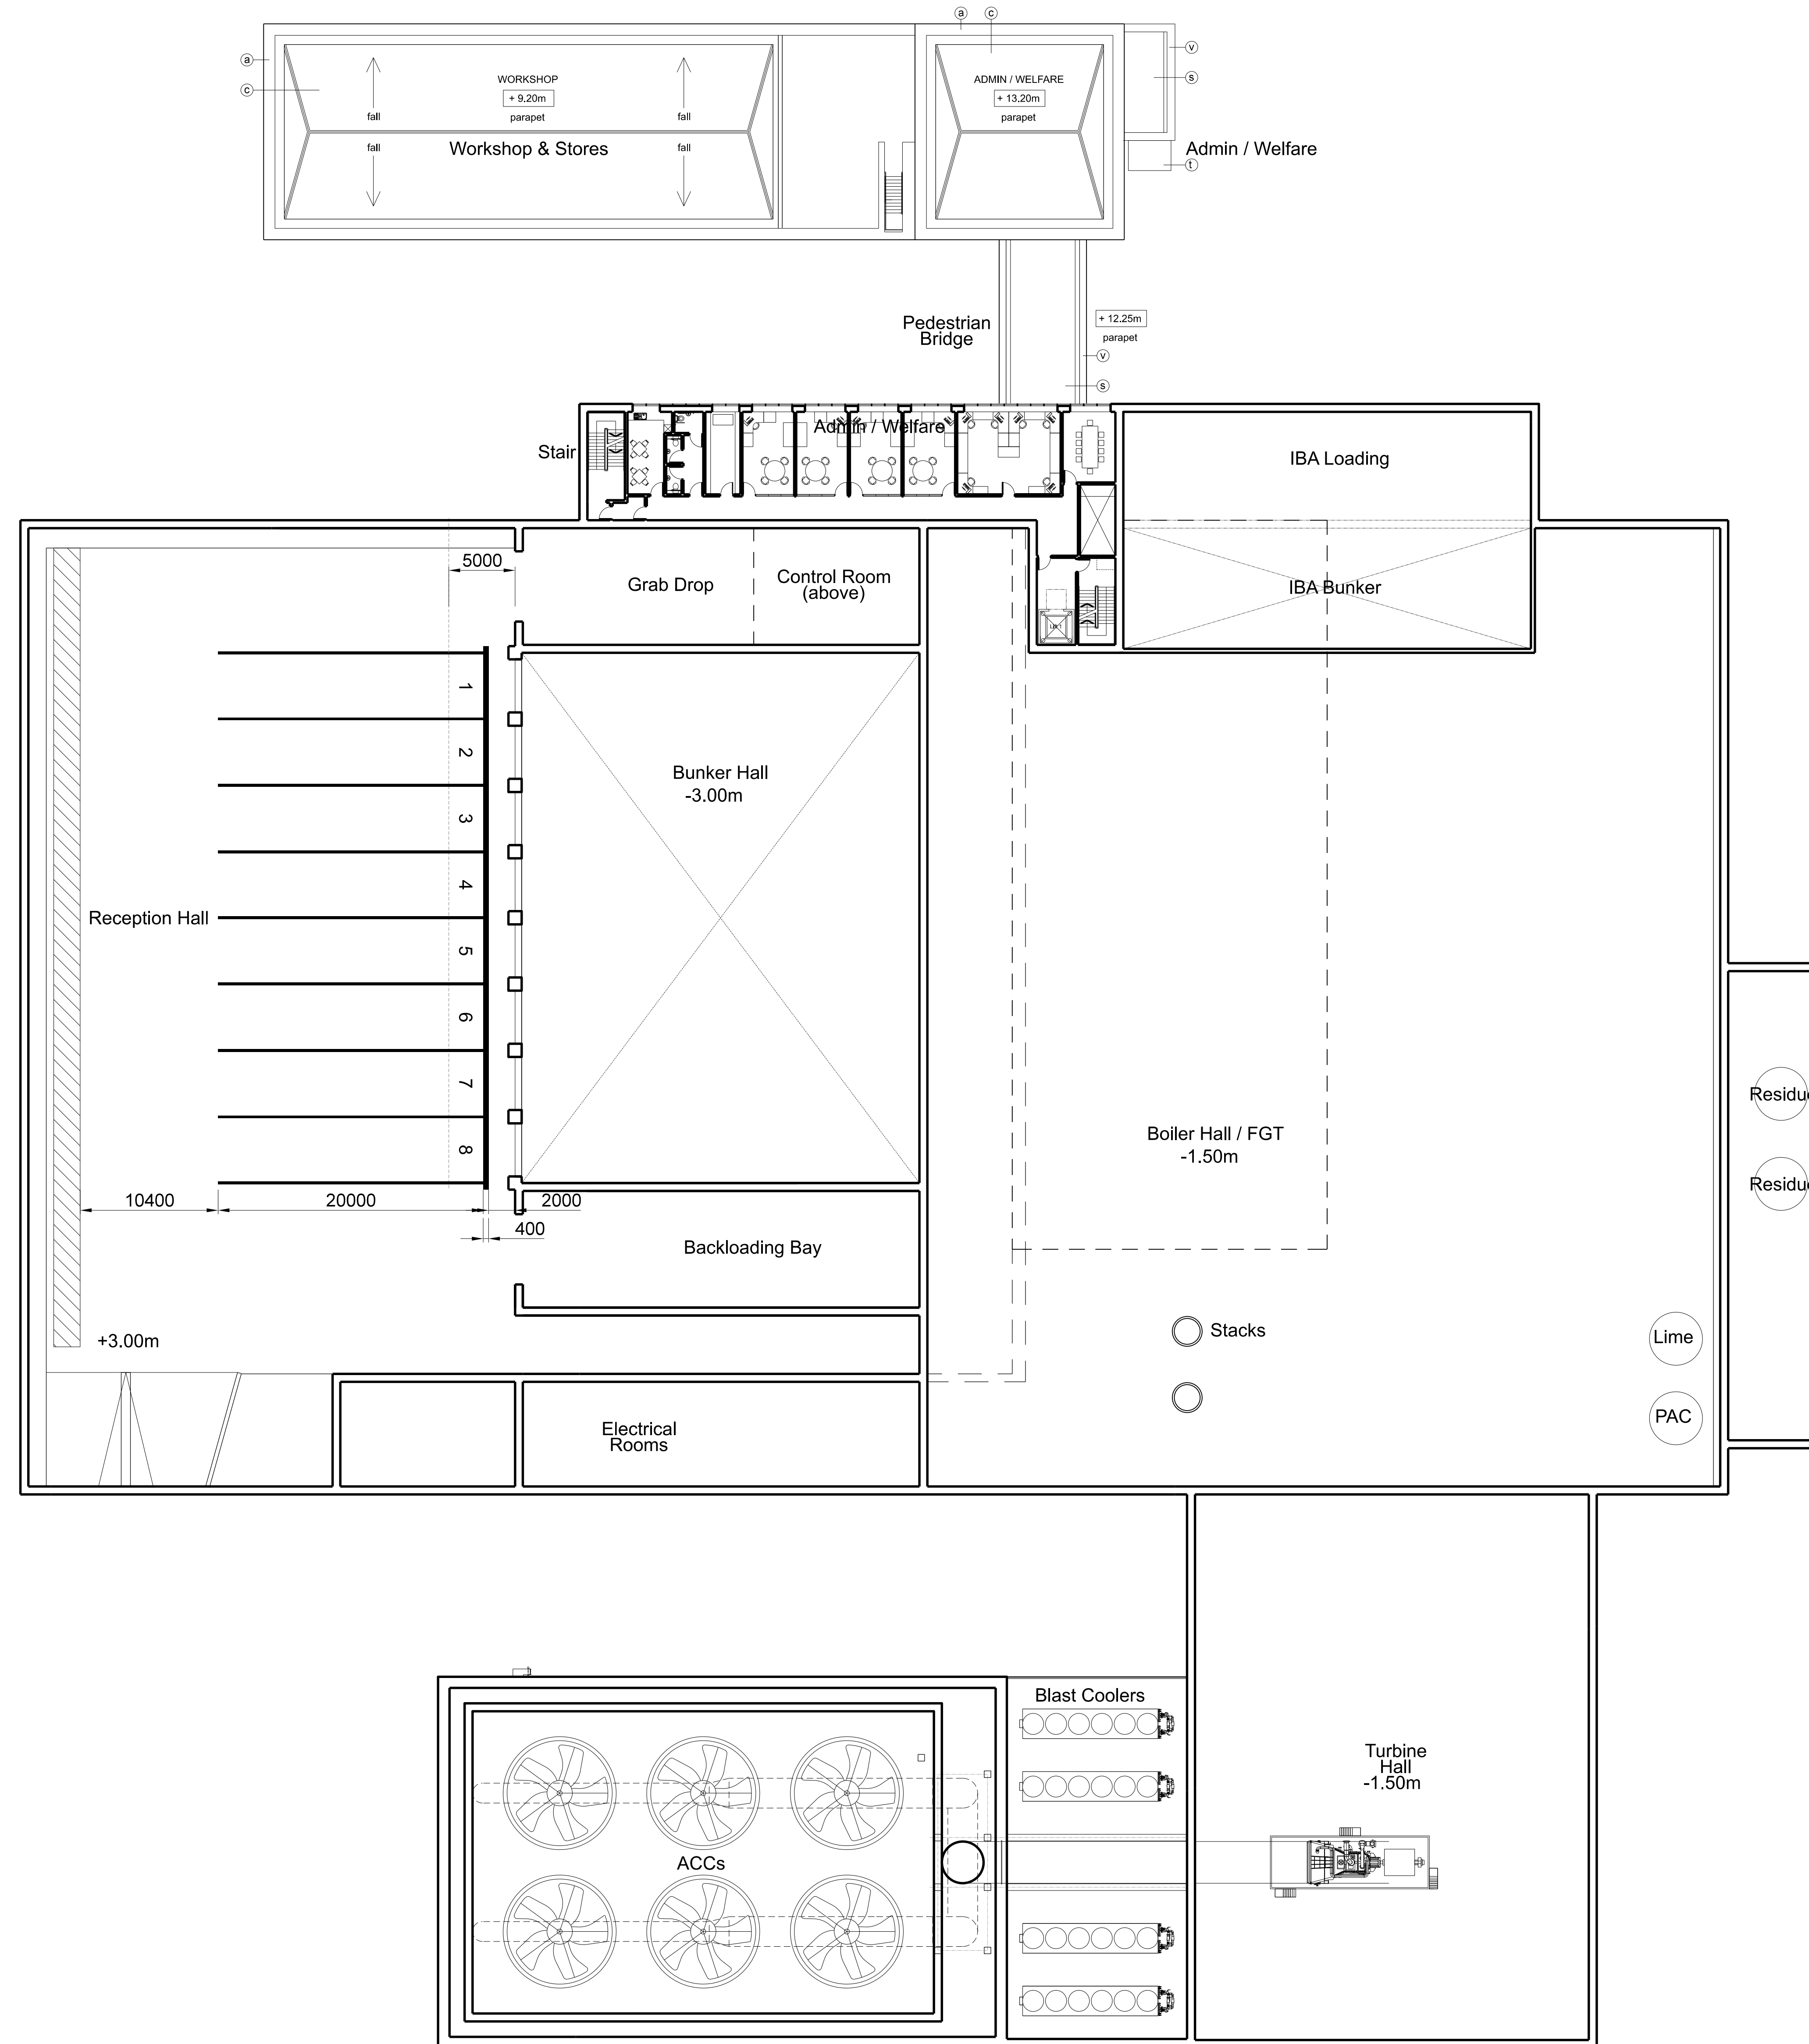 a
c
a
c
v
s
t
WORKSHOP
+ 9.20m
parapet
fall
fall
fall
fall
Workshop & Stores
ADMIN / WELFARE
+ 13.20m
parapet
Admin / Welfare
Pedestrian
Bridge
+ 12.25m
parapet
v
s
Stair
Admin / Welfare
IBA Loading
IBA Bunker
5000
Grab Drop
Control Room
(above)
1
2
3
4
5
6
7
8
Bunker Hall
-3.00m
Reception Hall
Boiler Hall / FGT
-1.50m
10400
20000
2000
400
Backloading Bay
+3.00m
Stacks
Lime
PAC
Electrical
Rooms
Blast Coolers
ACCs
Turbine
Hall
-1.50m